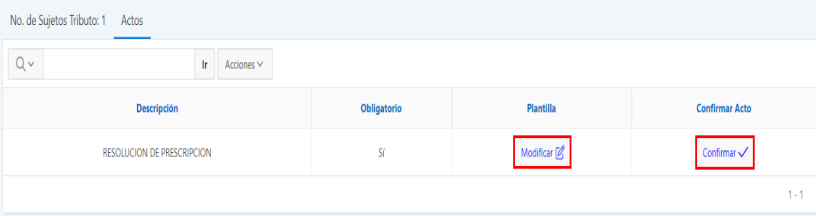 No. de Sujetos Tributo: 1 Actos
Ir Acciones
Descripción Obligatorio Plantilla Confirmar Acto
RESOLUCION DE PRESCRIPCION Sí Modificar Confirmar
1 - 1